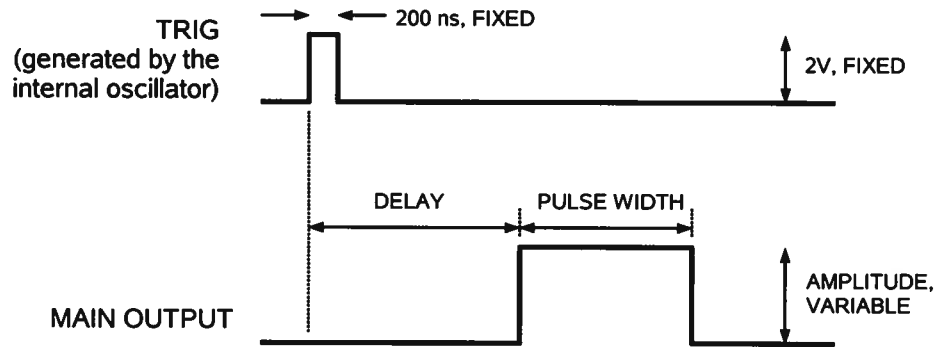 TRIG
(generated by the
internal oscillator)
200 ns, FIXED
2V, FIXED
DELAY
PULSE WIDTH
MAIN OUTPUT
AMPLITUDE,
VARIABLE